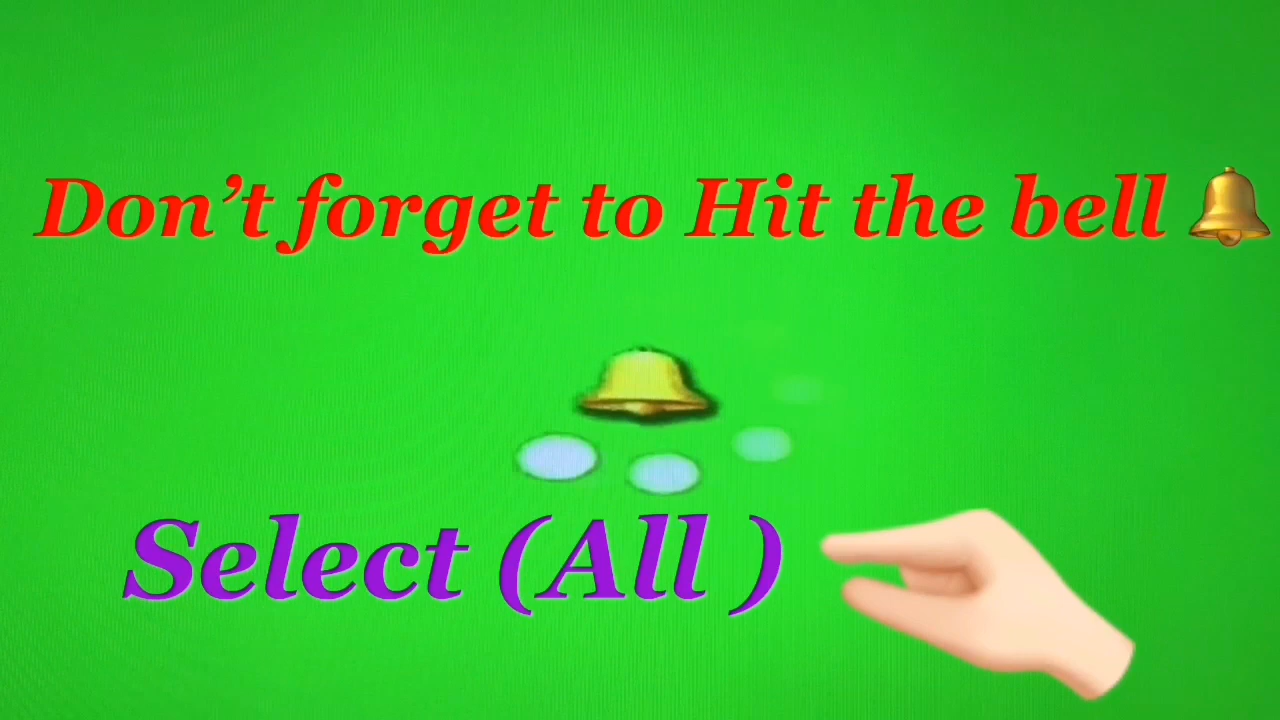 Don’t forget to Hit the bell 🔔
Select (All )